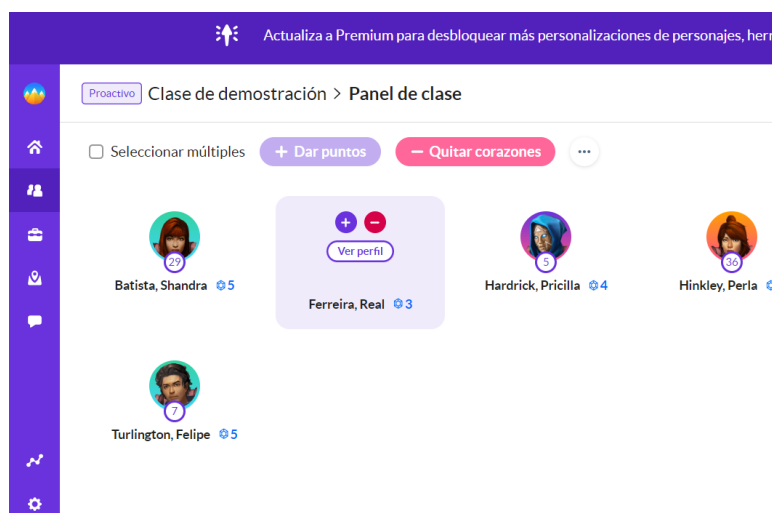 Actualiza a Premium para desbloquear más personalizaciones de personajes,
Proactivo Clase de demostración > Panel de clase
Seleccionar múltiples + Dar puntos − Quitar corazones ...
29
Batista, Shandra 5
Ver perfil
Ferreira, Real 3
5
Hardrick, Pricilla 4
36
Hinkley, Perla
7
Turlington, Felipe 5